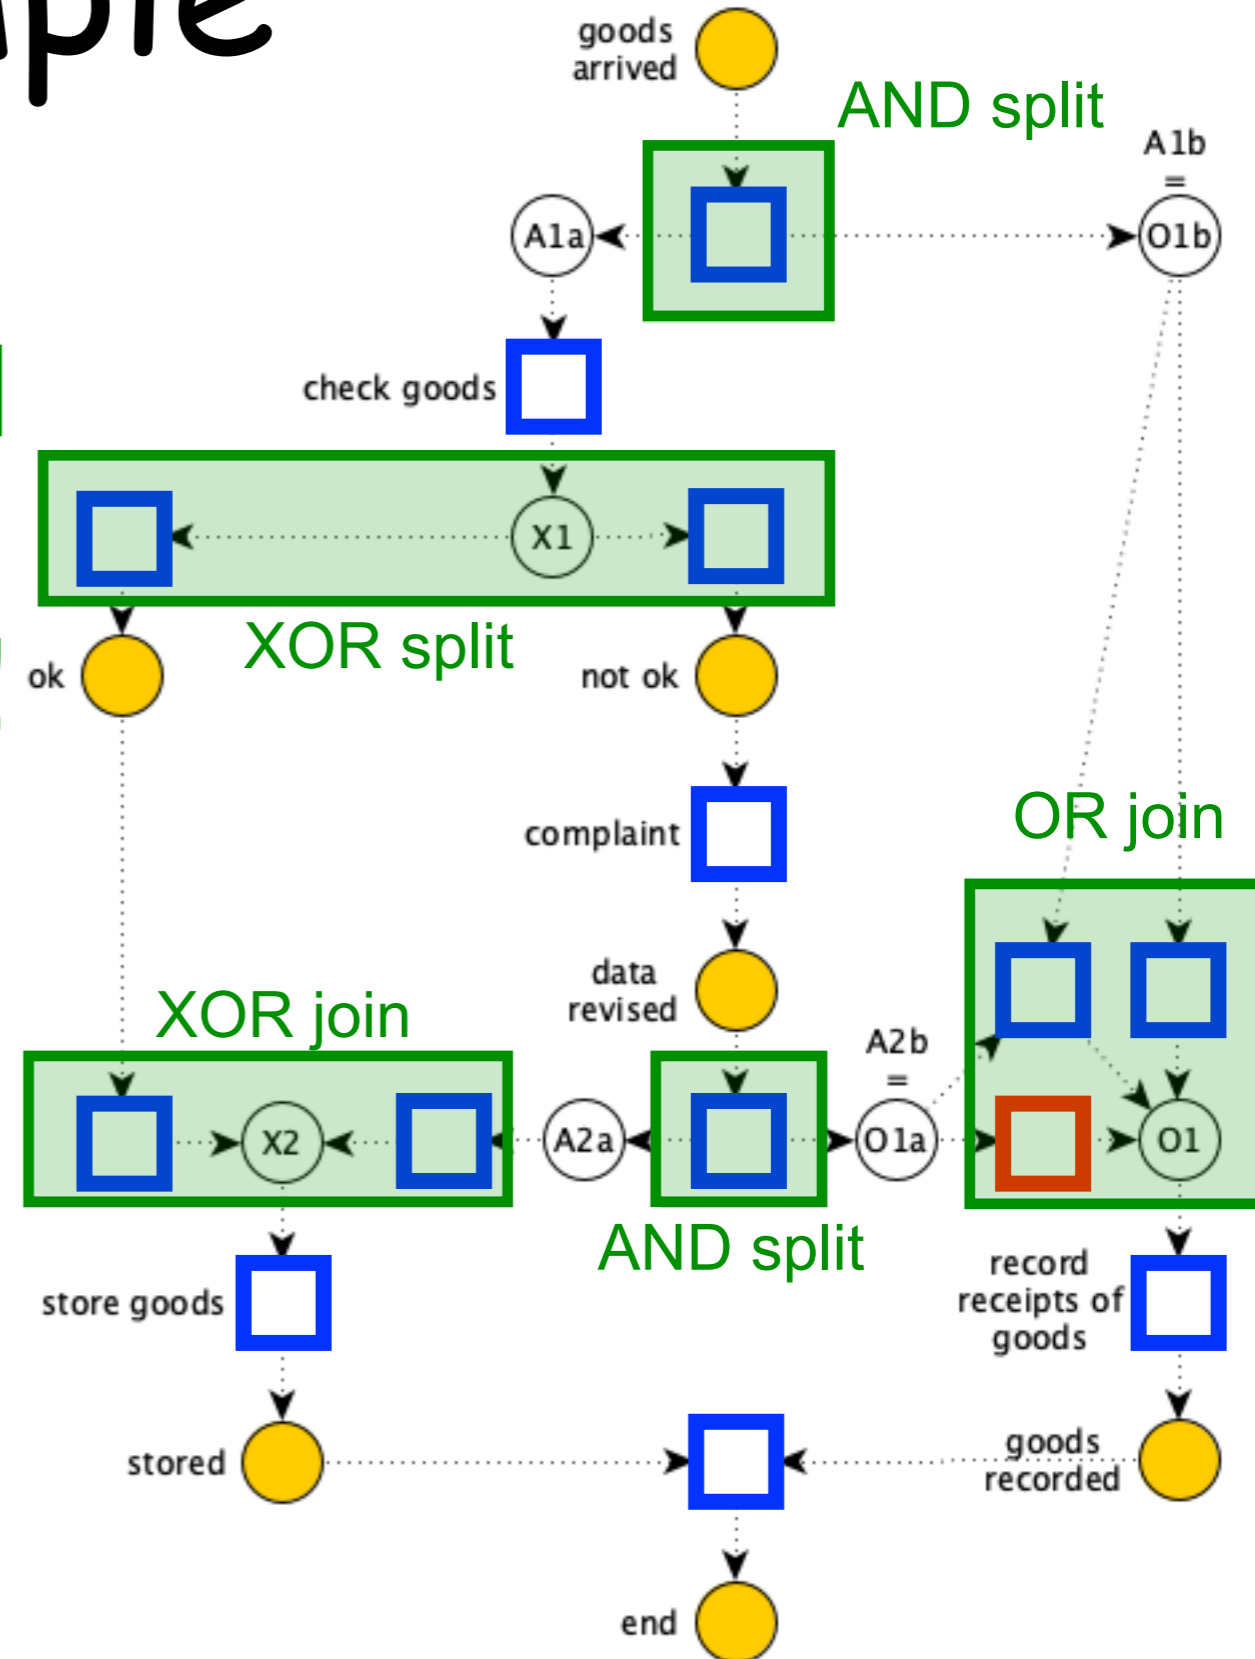 goods
arrived
AND split
A1b
=
A1a
O1b
check goods
X1
XOR split
ok
not ok
complaint
OR join
data
revised
XOR join
A2b
=
X2
A2a
O1a
O1
AND split
store goods
record
receipts of
goods
stored
goods
recorded
end